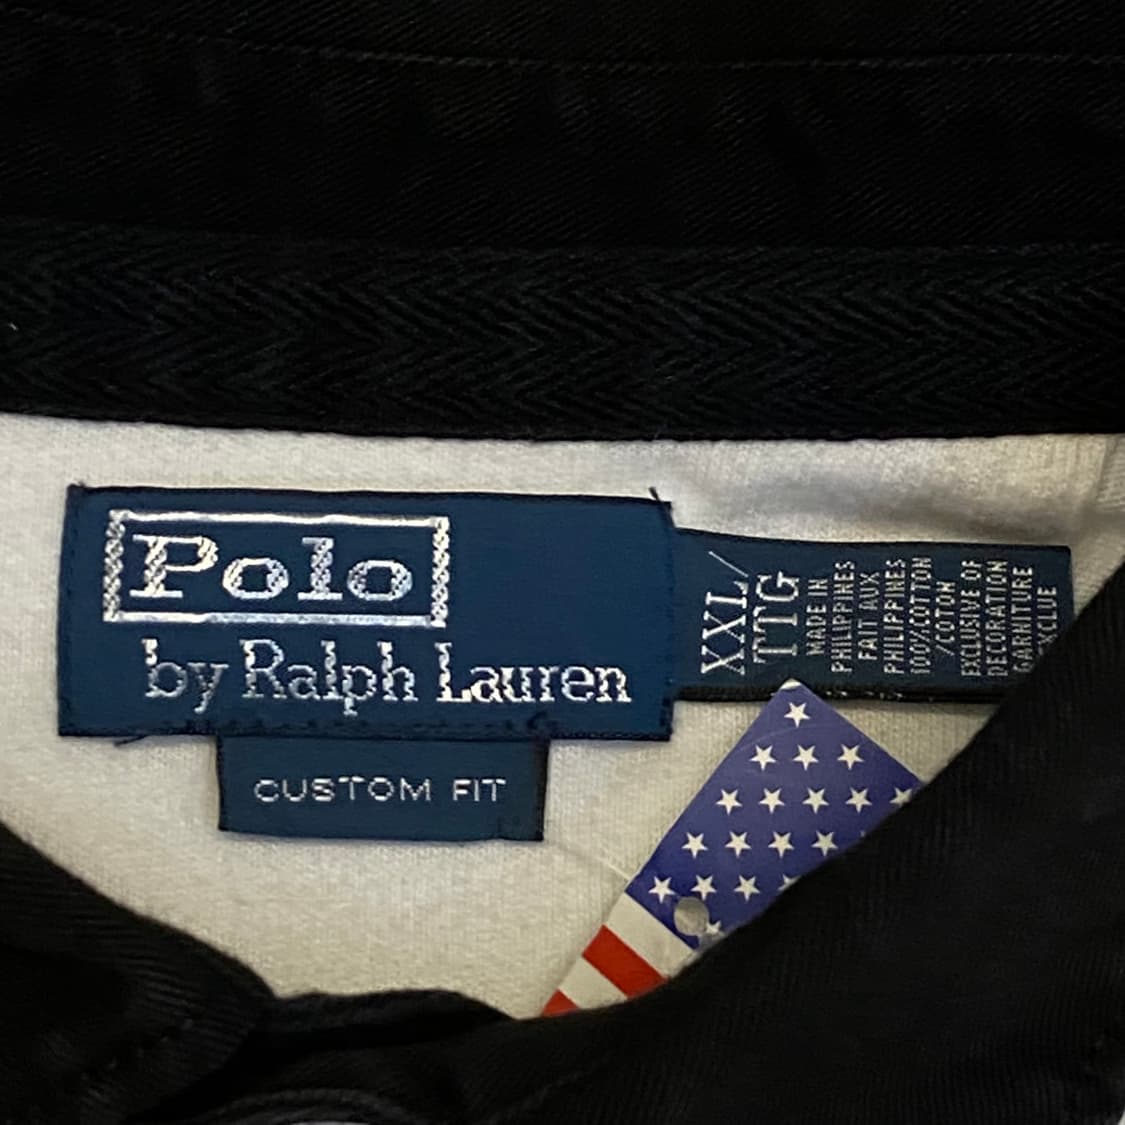 Polo
by Ralph Lauren
CUSTOM FIT
XXL/
TTG
MADE IN
PHILIPPINES
FAIT AUX
PHILIPPINES
100%COTTON
/COTON
EXCLUSIVE OF
DECORATION
GARNITURE
EXCLUE